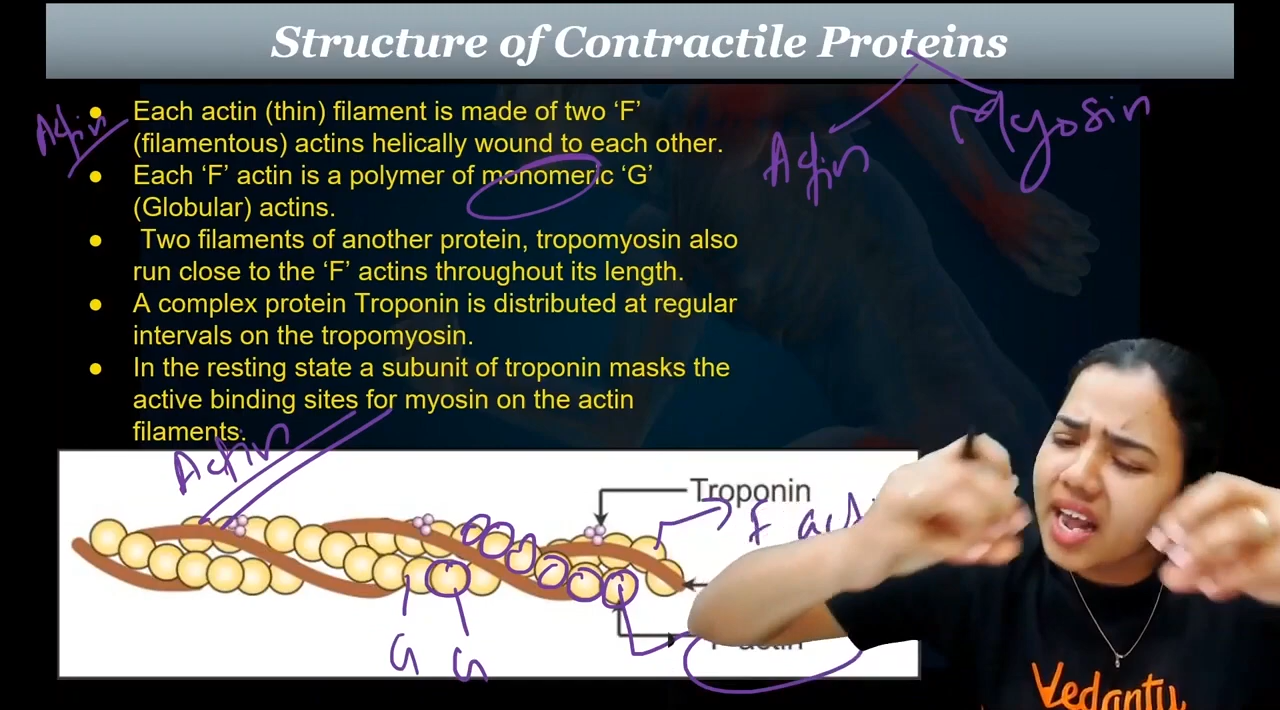 Structure of Contractile Proteins
Actin
Myosin
Actin
● Each actin (thin) filament is made of two ‘F’
(filamentous) actins helically wound to each other.
● Each ‘F’ actin is a polymer of monomeric ‘G’
(Globular) actins.
● Two filaments of another protein, tropomyosin also
run close to the ‘F’ actins throughout its length.
● A complex protein Troponin is distributed at regular
intervals on the tropomyosin.
● In the resting state a subunit of troponin masks the
active binding sites for myosin on the actin
filaments.
Actin
Troponin
F act
F actin
G G
Vedantu